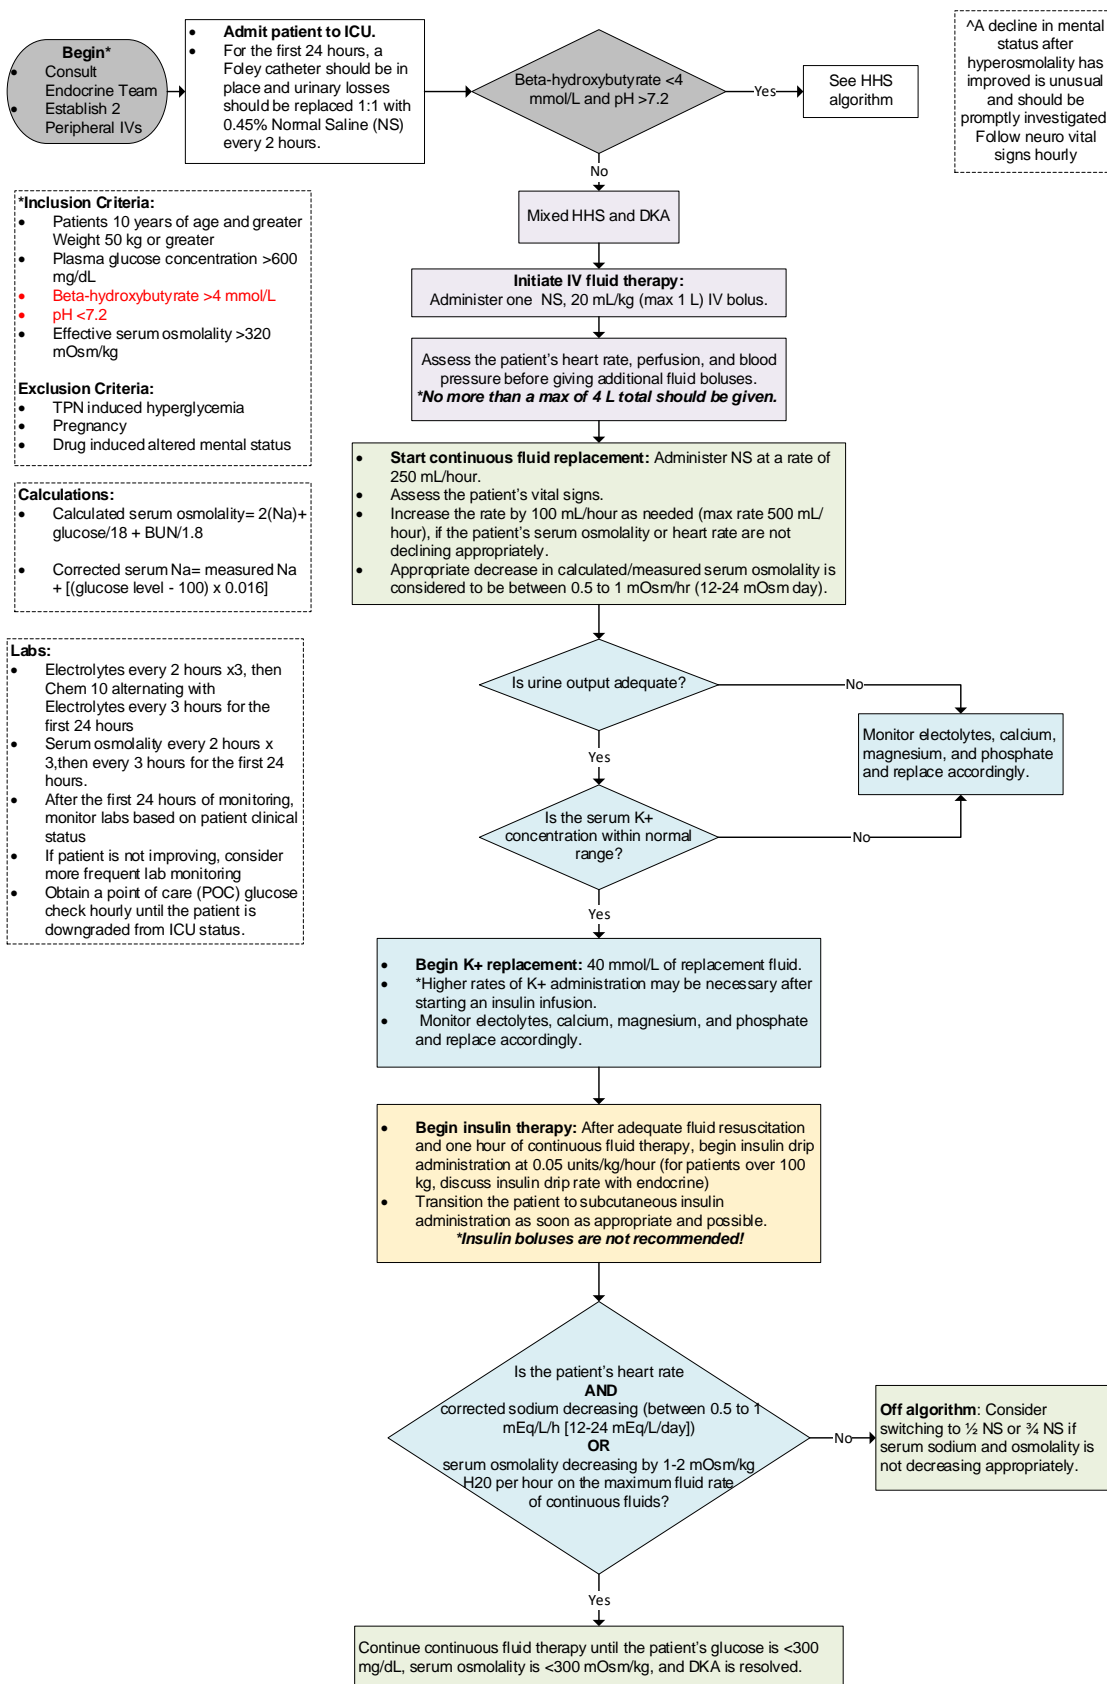 Begin*
• Consult
Endocrine Team
• Establish 2
Peripheral IVs
• Admit patient to ICU.
• For the first 24 hours, a
Foley catheter should be in
place and urinary losses
should be replaced 1:1 with
0.45% Normal Saline (NS)
every 2 hours.
Beta-hydroxybutyrate <4
mmol/L and pH >7.2
Yes
See HHS
algorithm
^A decline in mental
status after
hyperosmolality has
improved is unusual
and should be
promptly investigated.
Follow neuro vital
signs hourly
No
Mixed HHS and DKA
Initiate IV fluid therapy:
Administer one NS, 20 mL/kg (max 1 L) IV bolus.
Assess the patient's heart rate, perfusion, and blood
pressure before giving additional fluid boluses.
*No more than a max of 4 L total should be given.
*Inclusion Criteria:
• Patients 10 years of age and greater
Weight 50 kg or greater
• Plasma glucose concentration >600
mg/dL
• Beta-hydroxybutyrate >4 mmol/L
• pH <7.2
• Effective serum osmolality >320
mOsm/kg
Exclusion Criteria:
• TPN induced hyperglycemia
• Pregnancy
• Drug induced altered mental status
Calculations:
• Calculated serum osmolality= 2(Na)+
glucose/18 + BUN/1.8
• Corrected serum Na= measured Na
+ [(glucose level - 100) x 0.016]
Labs:
• Electrolytes every 2 hours x3, then
Chem 10 alternating with
Electrolytes every 3 hours for the
first 24 hours
• Serum osmolality every 2 hours x
3,then every 3 hours for the first 24
hours.
• After the first 24 hours of monitoring,
monitor labs based on patient clinical
status
• If patient is not improving, consider
more frequent lab monitoring
• Obtain a point of care (POC) glucose
check hourly until the patient is
downgraded from ICU status.
• Start continuous fluid replacement: Administer NS at a rate of
250 mL/hour.
• Assess the patient's vital signs.
• Increase the rate by 100 mL/hour as needed (max rate 500 mL/
hour), if the patient's serum osmolality or heart rate are not
declining appropriately.
• Appropriate decrease in calculated/measured serum osmolality is
considered to be between 0.5 to 1 mOsm/hr (12-24 mOsm day).
Is urine output adequate?
No
Yes
Monitor electolytes, calcium,
magnesium, and phosphate
and replace accordingly.
Is the serum K+
concentration within normal
range?
No
Yes
• Begin K+ replacement: 40 mmol/L of replacement fluid.
• *Higher rates of K+ administration may be necessary after
starting an insulin infusion.
• Monitor electolytes, calcium, magnesium, and phosphate
and replace accordingly.
• Begin insulin therapy: After adequate fluid resuscitation
and one hour of continuous fluid therapy, begin insulin drip
administration at 0.05 units/kg/hour (for patients over 100
kg, discuss insulin drip rate with endocrine)
• Transition the patient to subcutaneous insulin
administration as soon as appropriate and possible.
*Insulin boluses are not recommended!
Is the patient's heart rate
AND
corrected sodium decreasing (between 0.5 to 1
mEq/L/h [12-24 mEq/L/day])
OR
serum osmolality decreasing by 1-2 mOsm/kg
H20 per hour on the maximum fluid rate
of continuous fluids?
No
Off algorithm: Consider
switching to ½ NS or ¾ NS if
serum sodium and osmolality is
not decreasing appropriately.
Yes
Continue continuous fluid therapy until the patient's glucose is <300
mg/dL, serum osmolality is <300 mOsm/kg, and DKA is resolved.